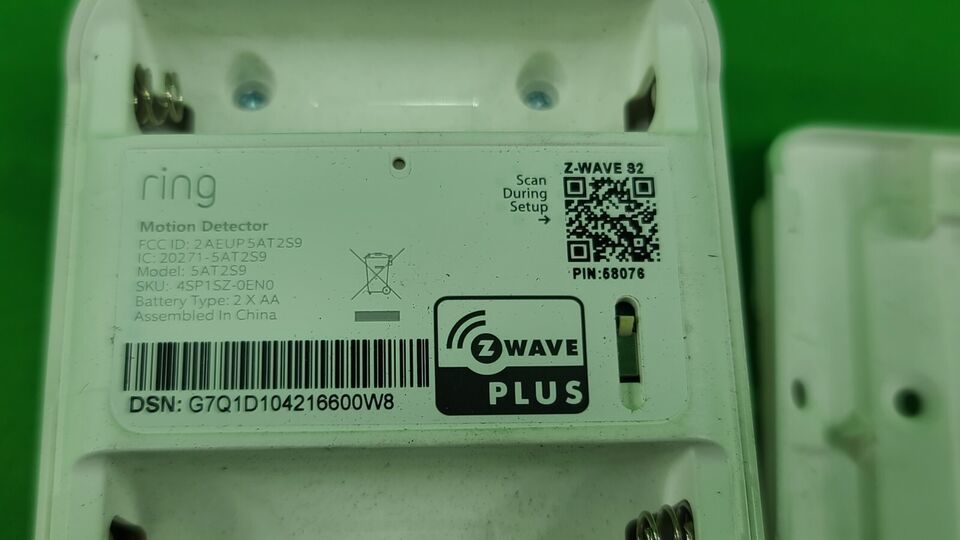 ring
Motion Detector
FCC ID: 2AEUP5AT2S9
IC: 20271-5AT2S9
Model: 5AT2S9
SKU: 4SP1SZ-0EN0
Battery Type: 2 X AA
Assembled In China
DSN: G7Q1D104216600W8
Scan
During
Setup
→
Z-WAVE S2
PIN:58076
Z WAVE
PLUS